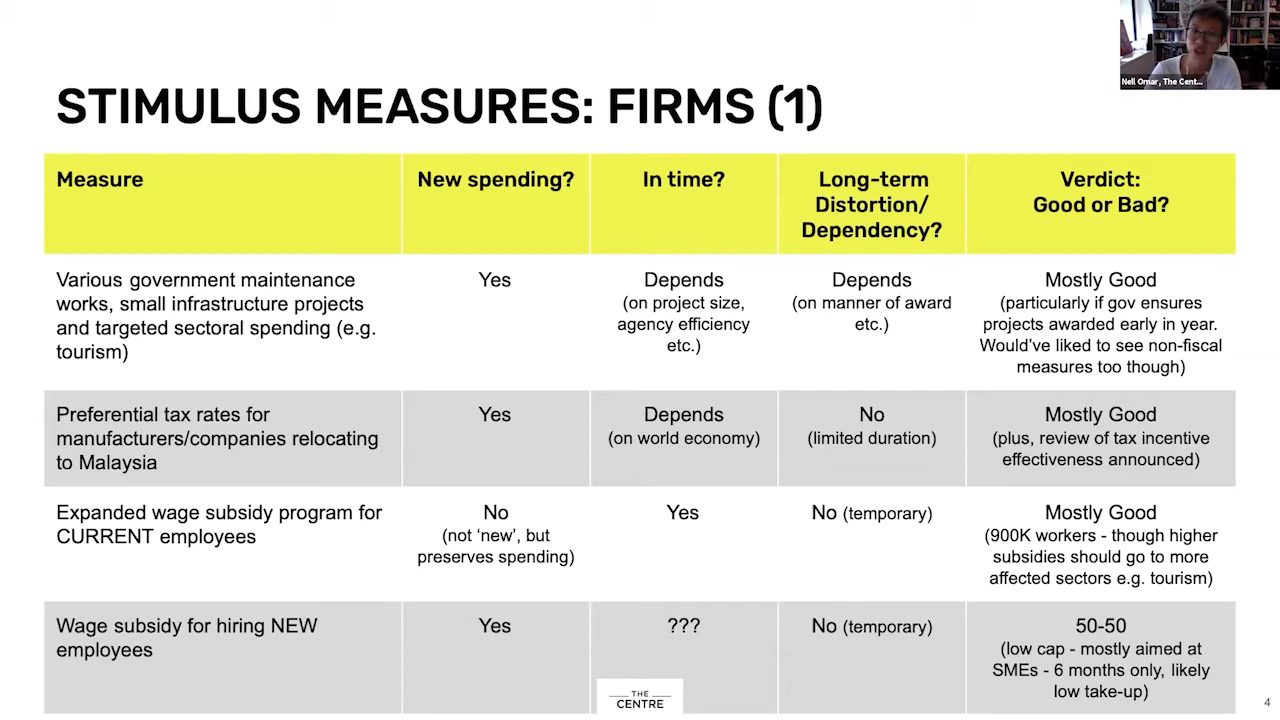 Nell Omar, The Cent...
STIMULUS MEASURES: FIRMS (1)
Measure
New spending?
In time?
Long-term
Distortion/
Dependency?
Verdict:
Good or Bad?
Various government maintenance
works, small infrastructure projects
and targeted sectoral spending (e.g.
tourism)
Yes
Depends
(on project size,
agency efficiency
etc.)
Depends
(on manner of award
etc.)
Mostly Good
(particularly if gov ensures
projects awarded early in year.
Would've liked to see non-fiscal
measures too though)
Preferential tax rates for
manufacturers/companies relocating
to Malaysia
Yes
Depends
(on world economy)
No
(limited duration)
Mostly Good
(plus, review of tax incentive
effectiveness announced)
Expanded wage subsidy program for
CURRENT employees
No
(not ‘new’, but
preserves spending)
Yes
No (temporary)
Mostly Good
(900K workers - though higher
subsidies should go to more
affected sectors e.g. tourism)
Wage subsidy for hiring NEW
employees
Yes
???
No (temporary)
50-50
(low cap - mostly aimed at
SMEs - 6 months only, likely
low take-up)
THE
CENTRE
4